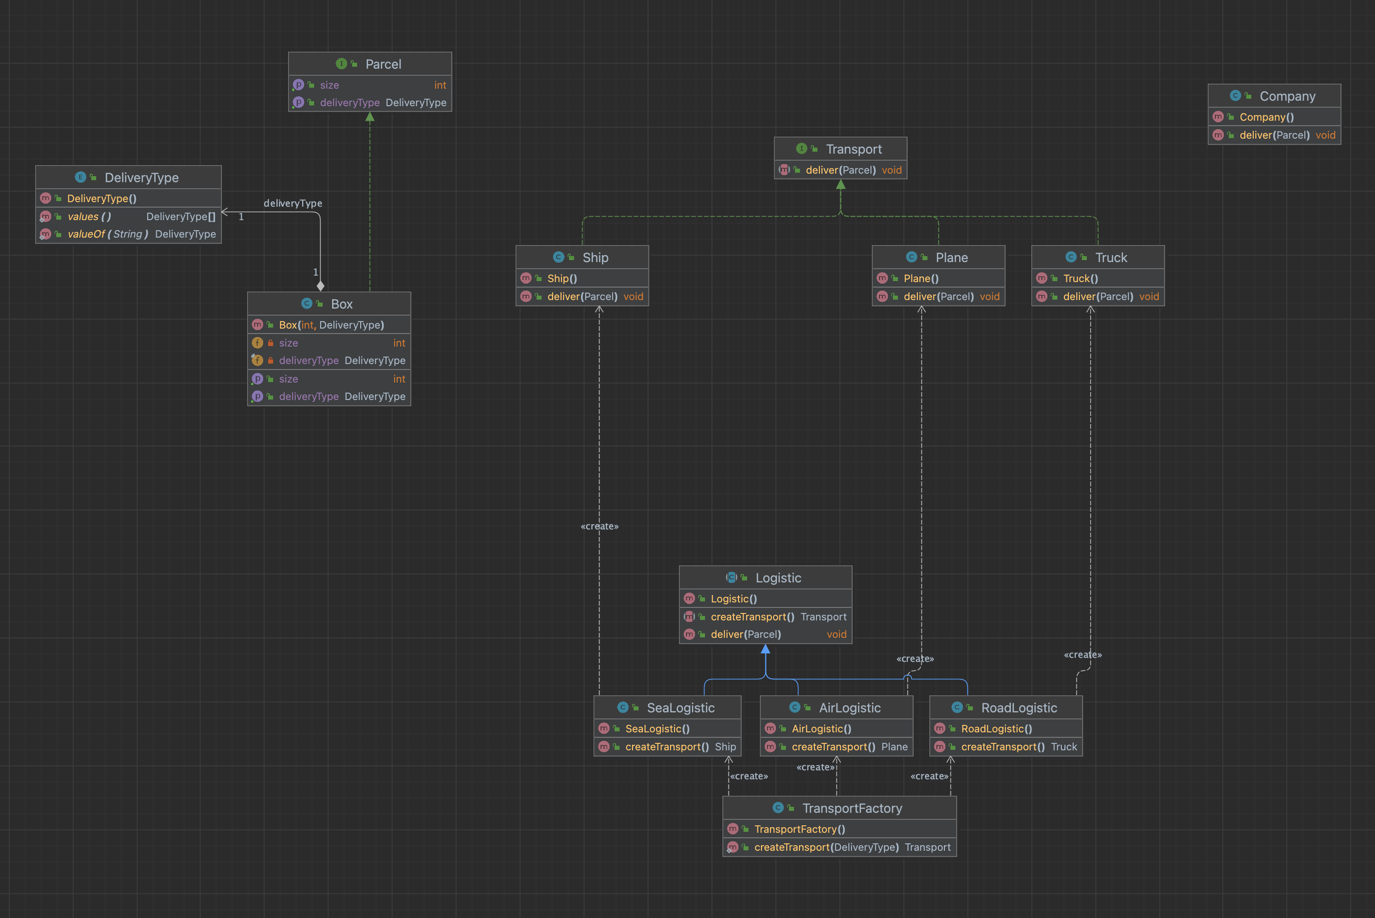 Parcel
size int
deliveryType DeliveryType
Company
Company()
deliver(Parcel) void
Transport
deliver(Parcel) void
DeliveryType
DeliveryType()
values () DeliveryType[]
valueOf (String) DeliveryType
deliveryType
1
1
Ship
Ship()
deliver(Parcel) void
Plane
Plane()
deliver(Parcel) void
Truck
Truck()
deliver(Parcel) void
Box
Box(int, DeliveryType)
size int
deliveryType DeliveryType
size int
deliveryType DeliveryType
«create»
Logistic
Logistic()
createTransport() Transport
deliver(Parcel) void
«create»
«create»
SeaLogistic
SeaLogistic()
createTransport() Ship
AirLogistic
AirLogistic()
createTransport() Plane
RoadLogistic
RoadLogistic()
createTransport() Truck
«create»
«create»
«create»
TransportFactory
TransportFactory()
createTransport(DeliveryType) Transport